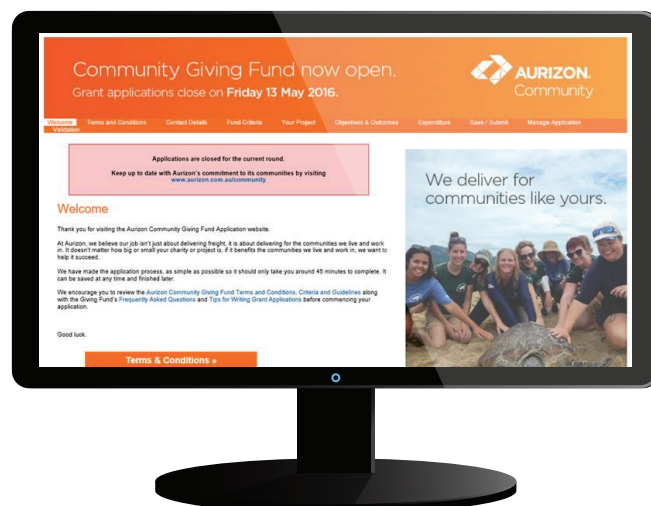 Community Giving Fund now open.
Grant applications close on Friday 13 May 2016.
AURIZON.
Community
Welcome Terms and Conditions Contact Details Fund Criteria Your Project Objectives & Outcomes Expenditure Save / Submit Manage Application
Validation
Applications are closed for the current round.
Keep up to date with Aurizon's commitment to its communities by visiting
www.aurizon.com.au/community
We deliver for
communities like yours.
Welcome
Thank you for visiting the Aurizon Community Giving Fund Application website.
At Aurizon, we believe our job isn't just about delivering freight, it is about delivering for the communities we live and work
in. It doesn't matter how big or small your charity or project is, if it benefits the communities we live and work in, we want to
help it succeed.
We have made the application process, as simple as possible so it should only take you around 45 minutes to complete. It
can be saved at any time and finished later.
We encourage you to review the Aurizon Community Giving Fund Terms and Conditions, Criteria and Guidelines along
with the Giving Fund's Frequently Asked Questions and Tips for Writing Grant Applications before commencing your
application.
Good luck.
Terms & Conditions »